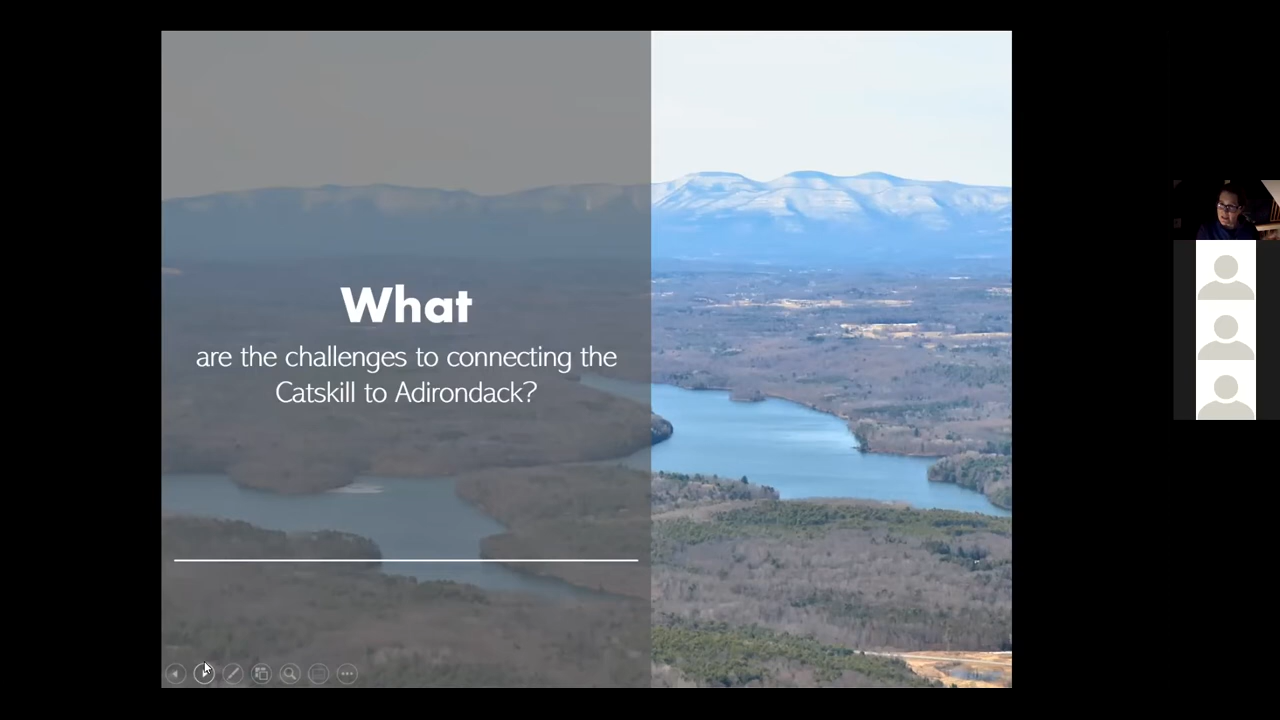 What
are the challenges to connecting the
Catskill to Adirondack?